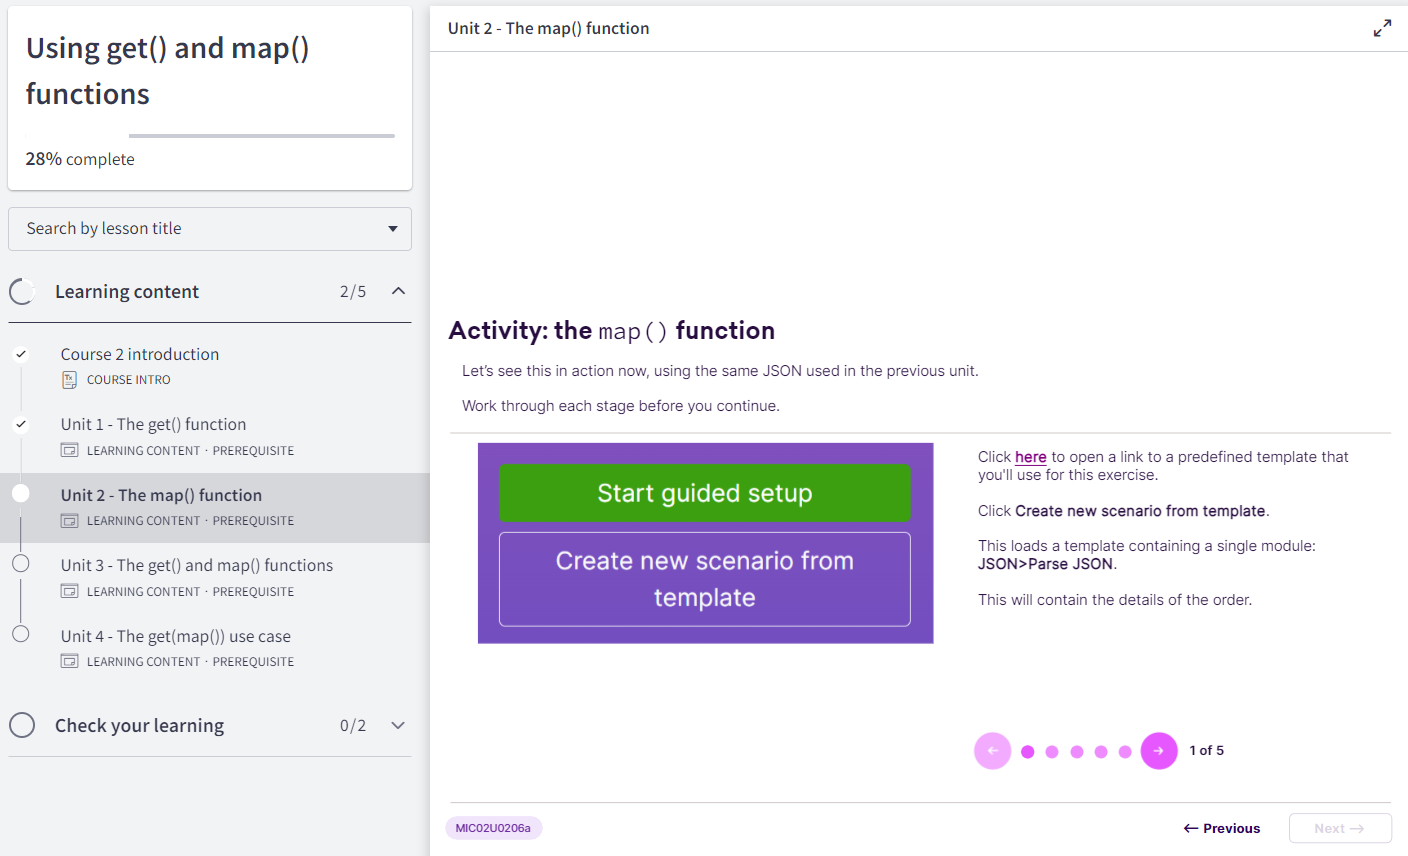 Using get() and map()
functions
28% complete
Search by lesson title
Learning content 2/5
Course 2 introduction
COURSE INTRO
Unit 1 - The get() function
LEARNING CONTENT · PREREQUISITE
Unit 2 - The map() function
LEARNING CONTENT · PREREQUISITE
Unit 3 - The get() and map() functions
LEARNING CONTENT · PREREQUISITE
Unit 4 - The get(map()) use case
LEARNING CONTENT · PREREQUISITE
Check your learning 0/2
Unit 2 - The map() function
Activity: the map() function
Let's see this in action now, using the same JSON used in the previous unit.
Work through each stage before you continue.
Start guided setup
Create new scenario from
template
Click here to open a link to a predefined template that
you'll use for this exercise.
Click Create new scenario from template.
This loads a template containing a single module:
JSON>Parse JSON.
This will contain the details of the order.
← → 1 of 5
MIC02U0206a
← Previous
Next →